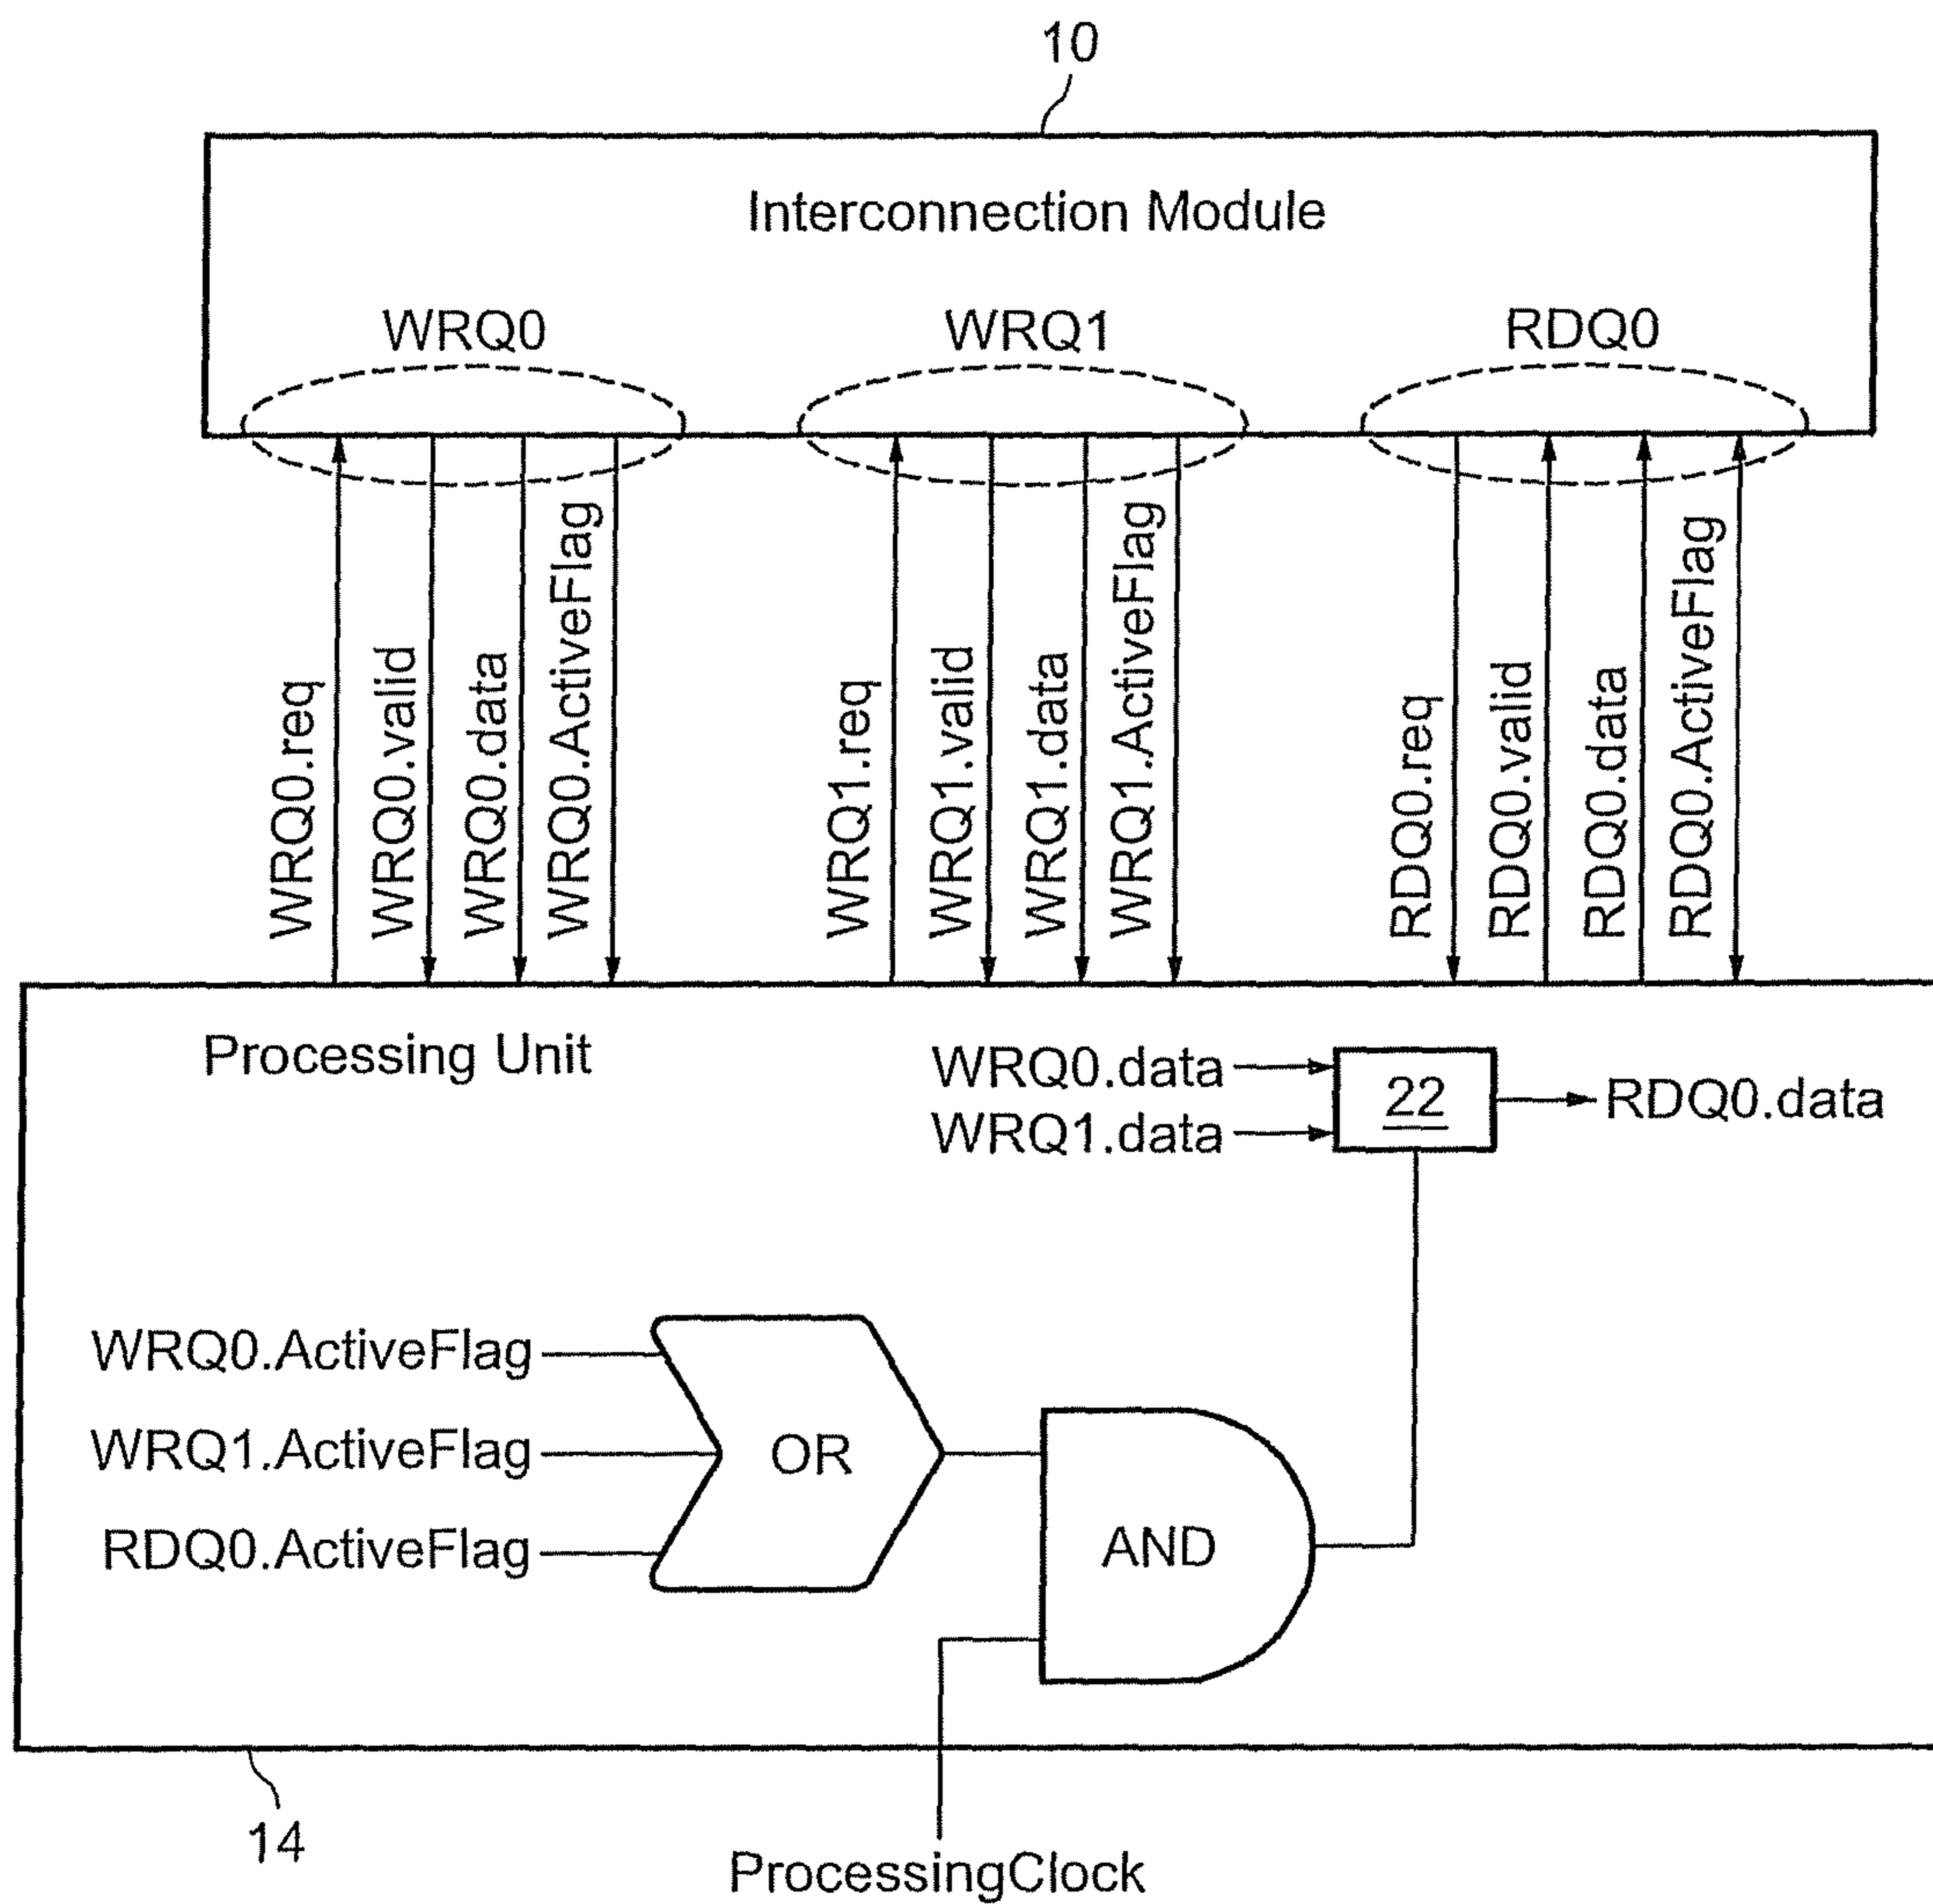 10
Interconnection Module
WRQ0
WRQ1
RDQ0
WRQ0.req
WRQ0.valid
WRQ0.data
WRQ0.ActiveFlag
WRQ1.req
WRQ1.valid
WRQ1.data
WRQ1.ActiveFlag
RDQ0.req
RDQ0.valid
RDQ0.data
RDQ0.ActiveFlag
Processing Unit
WRQ0.data
WRQ1.data
22
RDQ0.data
WRQ0.ActiveFlag
WRQ1.ActiveFlag
RDQ0.ActiveFlag
OR
AND
14
ProcessingClock